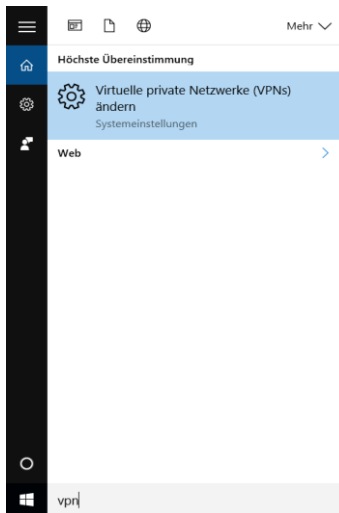 Mehr
Höchste Übereinstimmung
Virtuelle private Netzwerke (VPNs)
ändern
Systemeinstellungen
Web
vpn